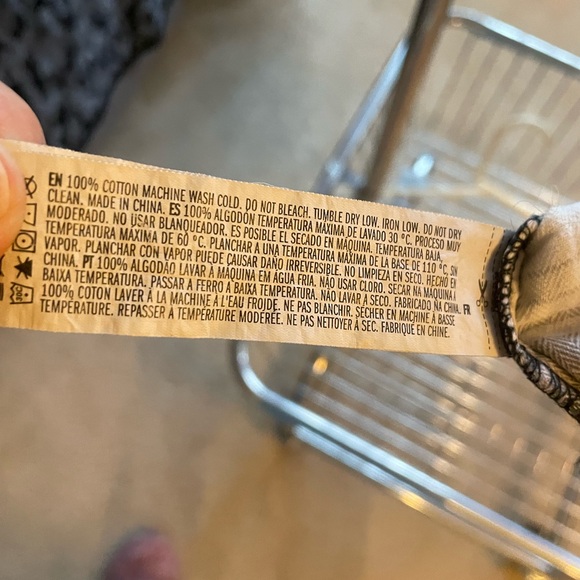 EN 100% COTTON MACHINE WASH COLD. DO NOT BLEACH. TUMBLE DRY LOW. IRON LOW. DO NOT DRY
CLEAN. MADE IN CHINA. ES 100% ALGODON TEMPERATURA MÁXIMA DE LAVADO 30 °C. PROCESO MUY
MODERADO. NO USAR BLANQUEADOR. ES POSIBLE EL SECADO EN MÁQUINA. TEMPERATURA BAJA,
TEMPERATURA MÁXIMA DE 60 °C. PLANCHAR A UNA TEMPERATURA MÁXIMA DE LA BASE DE 110 °C, SIN
VAPOR. PLANCHAR CON VAPOR PUEDE CAUSAR DAÑO IRREVERSIBLE. NO LIMPIEZA EN SECO. HECHO EN
CHINA. PT 100% ALGODÃO LAVAR À MÁQUINA EM ÁGUA FRIA. NÃO USAR CLORO. SECAR NA MÁQUINA À
BAIXA TEMPERATURA. PASSAR A FERRO À BAIXA TEMPERATURA. NÃO LAVAR A SECO. FABRICADO NA CHINA. FR
100% COTON LAVER À LA MACHINE À L'EAU FROIDE. NE PAS BLANCHIR. SÉCHER EN MACHINE À BASSE
TEMPÉRATURE. REPASSER À TEMPÉRATURE MODÉRÉE. NE PAS NETTOYER À SEC. FABRIQUÉ EN CHINE.